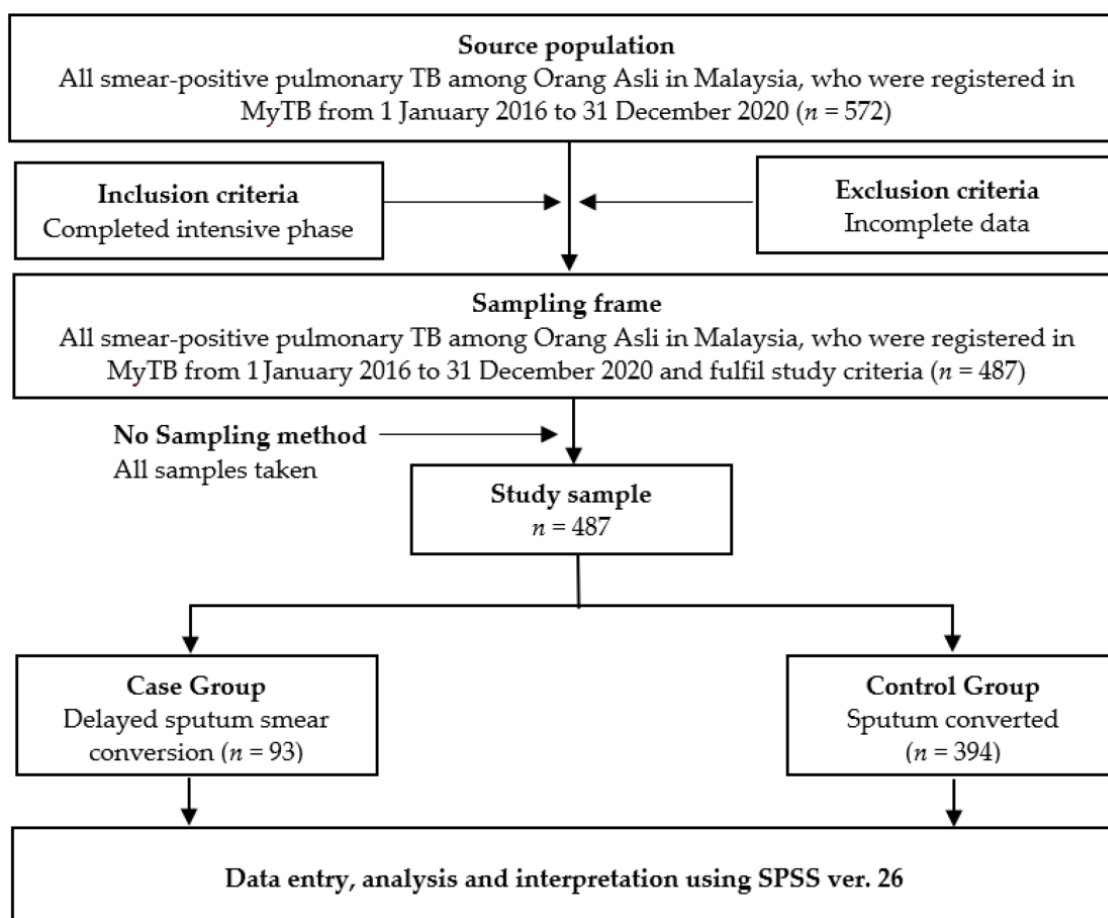 Source population
All smear-positive pulmonary TB among Orang Asli in Malaysia, who were registered in
MyTB from 1 January 2016 to 31 December 2020 (n = 572)
Inclusion criteria
Completed intensive phase
Exclusion criteria
Incomplete data
Sampling frame
All smear-positive pulmonary TB among Orang Asli in Malaysia, who were registered in
MyTB from 1 January 2016 to 31 December 2020 and fulfil study criteria (n = 487)
No Sampling method
All samples taken
Study sample
n = 487
Case Group
Delayed sputum smear
conversion (n = 93)
Control Group
Sputum converted
(n = 394)
Data entry, analysis and interpretation using SPSS ver. 26